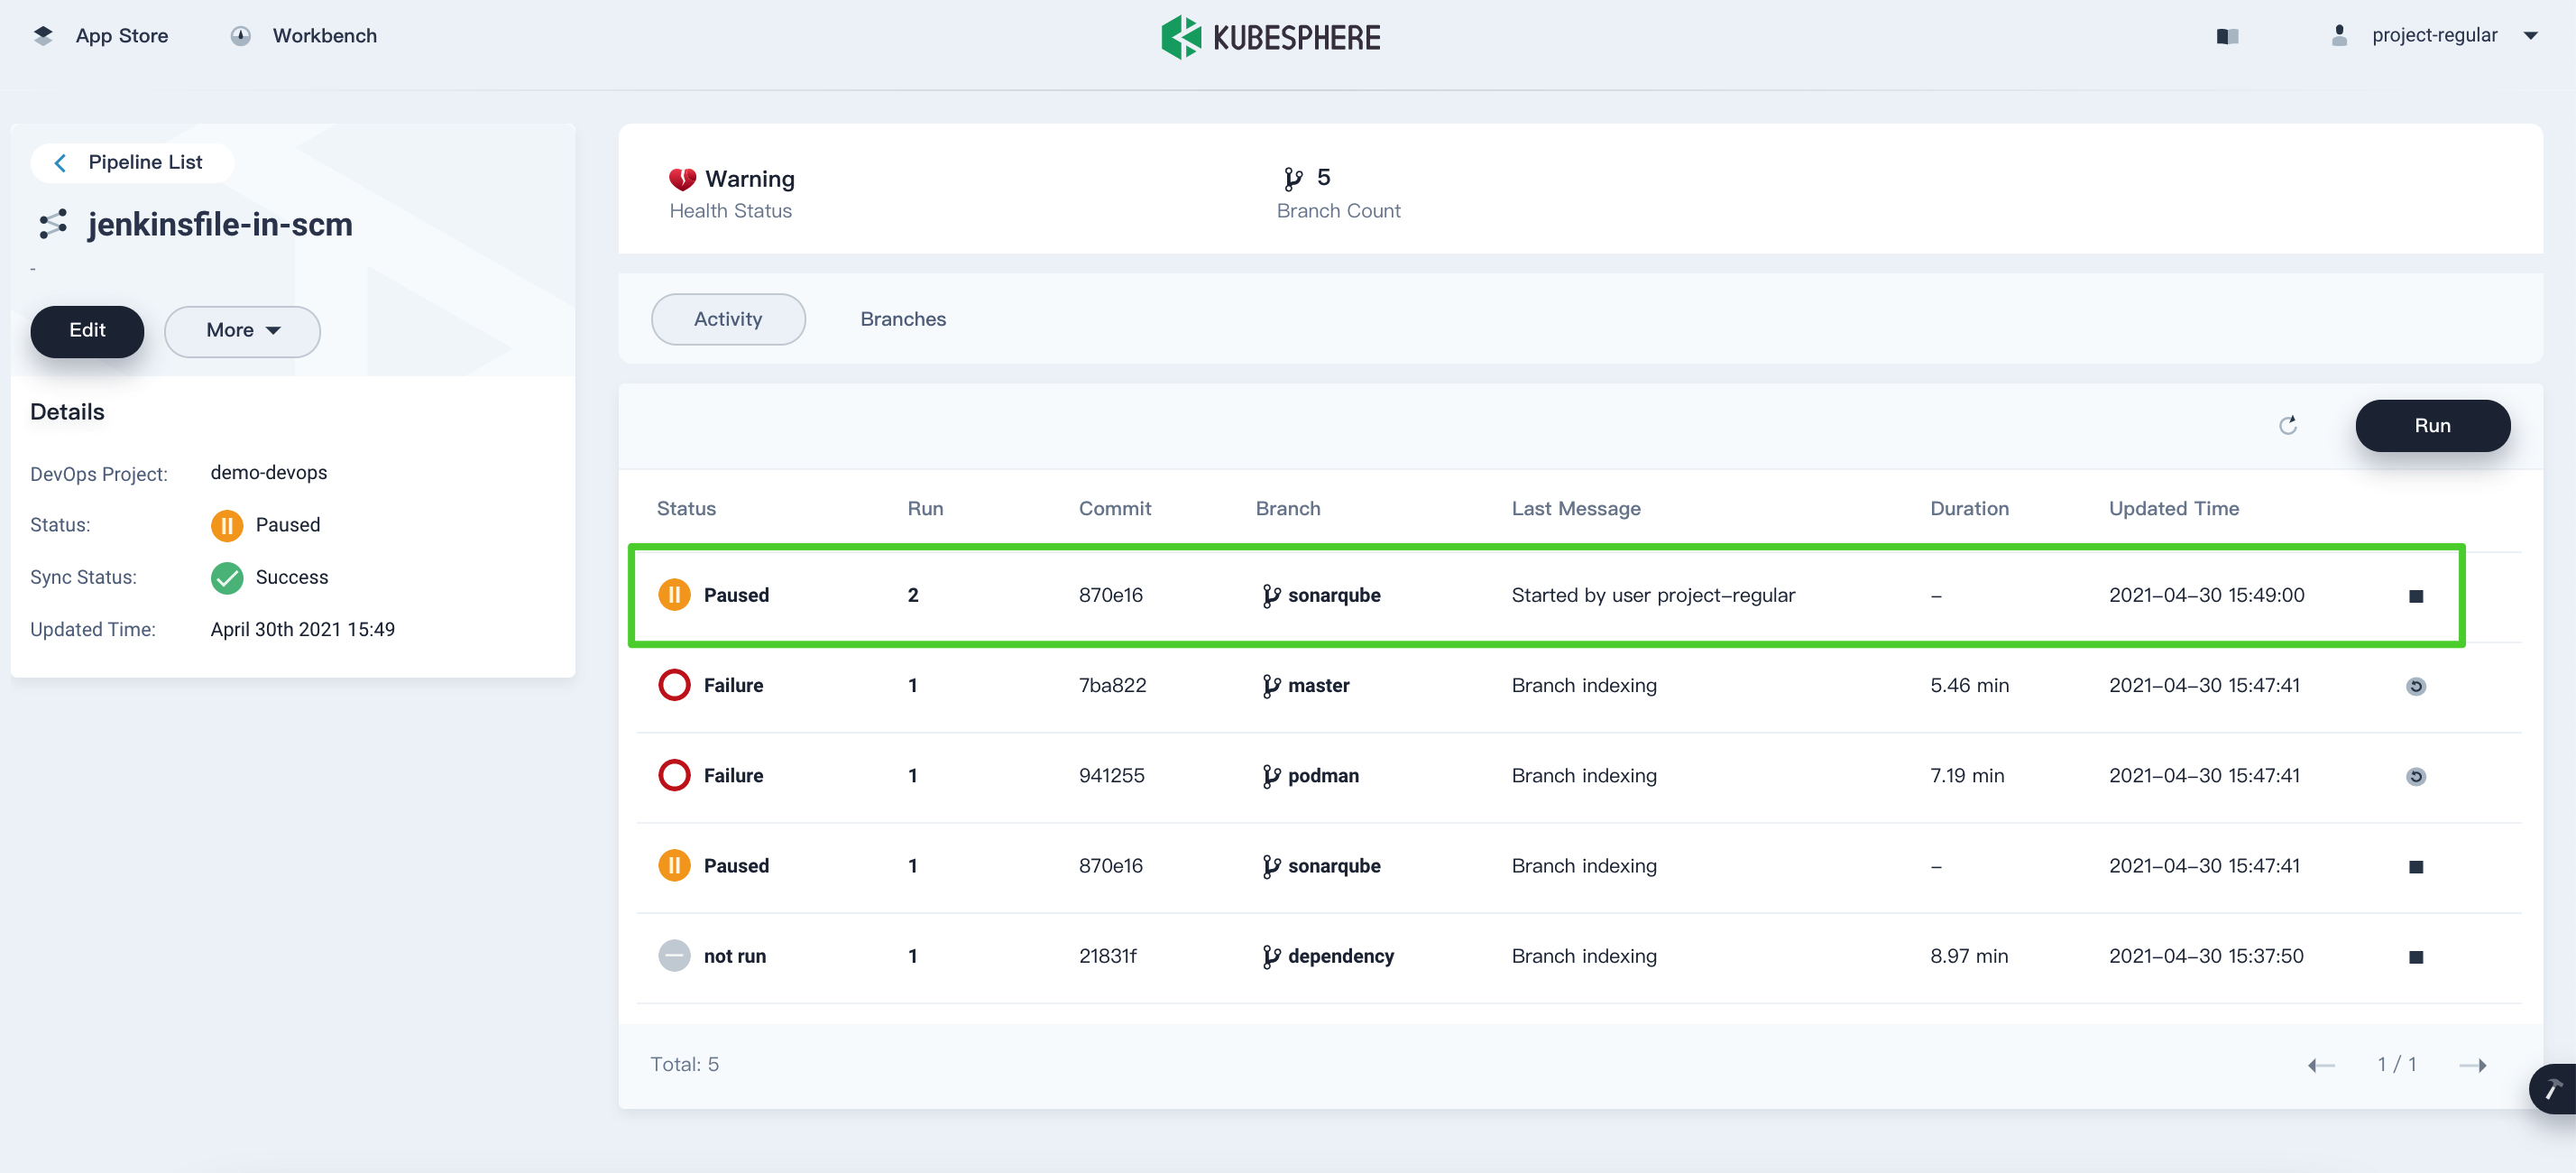 App Store
Workbench
KUBESPHERE
project-regular
Pipeline List
jenkinsfile-in-scm
-
Edit
More
Details
DevOps Project: demo-devops
Status: Paused
Sync Status: Success
Updated Time: April 30th 2021 15:49
Warning
Health Status
5
Branch Count
Activity
Branches
Run
Status Run Commit Branch Last Message Duration Updated Time
Paused 2 870e16 sonarqube Started by user project-regular – 2021-04-30 15:49:00
Failure 1 7ba822 master Branch indexing 5.46 min 2021-04-30 15:47:41
Failure 1 941255 podman Branch indexing 7.19 min 2021-04-30 15:47:41
Paused 1 870e16 sonarqube Branch indexing – 2021-04-30 15:47:41
not run 1 21831f dependency Branch indexing 8.97 min 2021-04-30 15:37:50
Total: 5
1 / 1